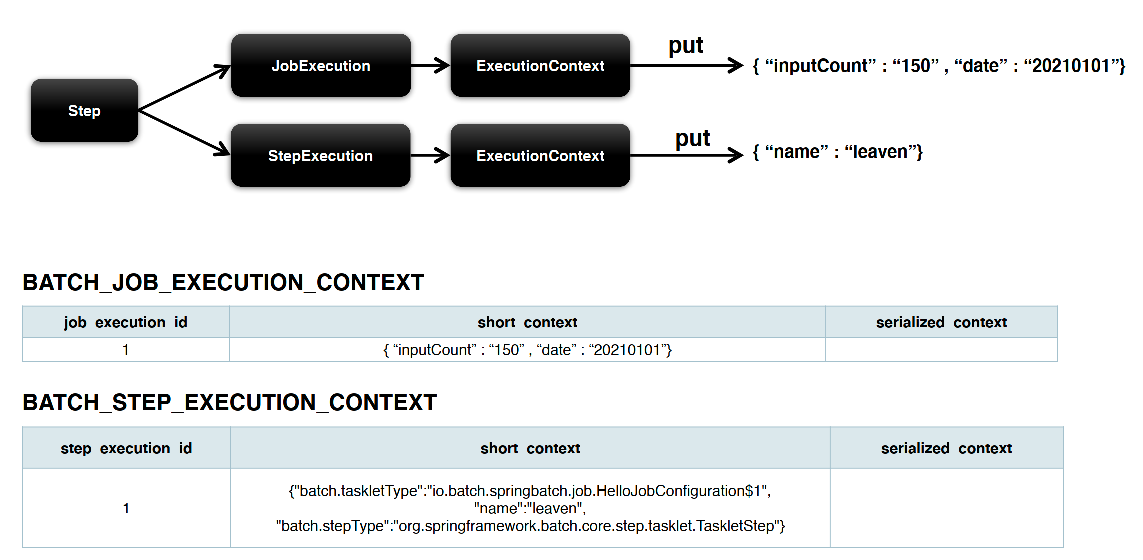 Step
JobExecution
ExecutionContext
put
{ “inputCount” : “150” , “date” : “20210101”}
StepExecution
ExecutionContext
put
{ “name” : “leaven”}
BATCH_JOB_EXECUTION_CONTEXT
job execution id short context serialized context
1 { “inputCount” : “150” , “date” : “20210101”}
BATCH_STEP_EXECUTION_CONTEXT
step execution id short context serialized context
{"batch.taskletType":"io.batch.springbatch.job.HelloJobConfiguration$1",
1 "name":"leaven",
"batch.stepType":"org.springframework.batch.core.step.tasklet.TaskletStep"}